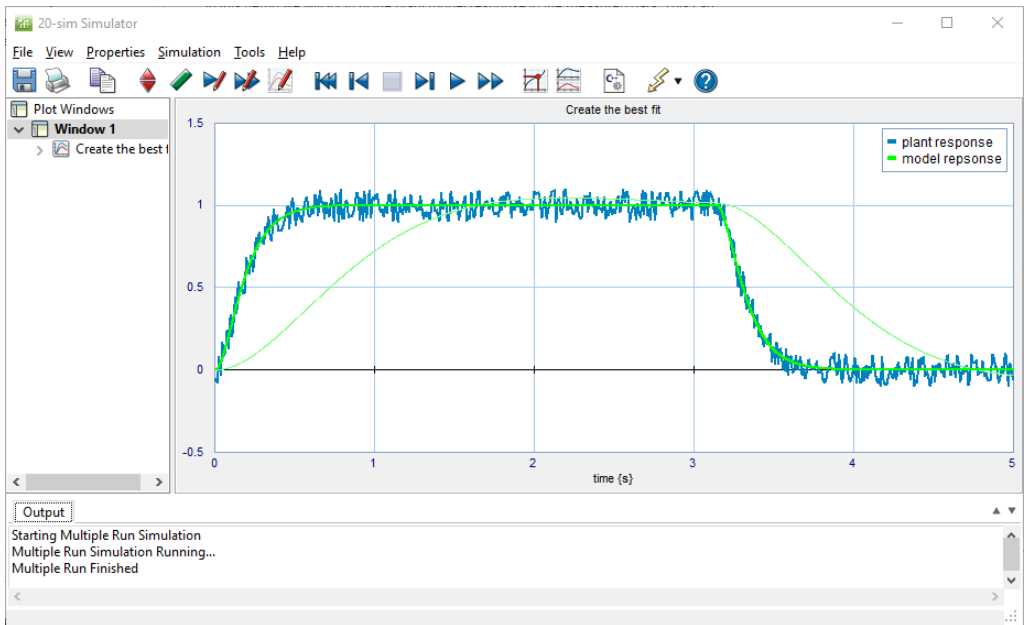 20-sim Simulator
File View Properties Simulation Tools Help
Plot Windows
Window 1
Create the best f
Create the best fit
1.5
1
0.5
0
-0.5
0 1 2 3 4 5
time {s}
plant response
model repsonse
Output
Starting Multiple Run Simulation
Multiple Run Simulation Running...
Multiple Run Finished